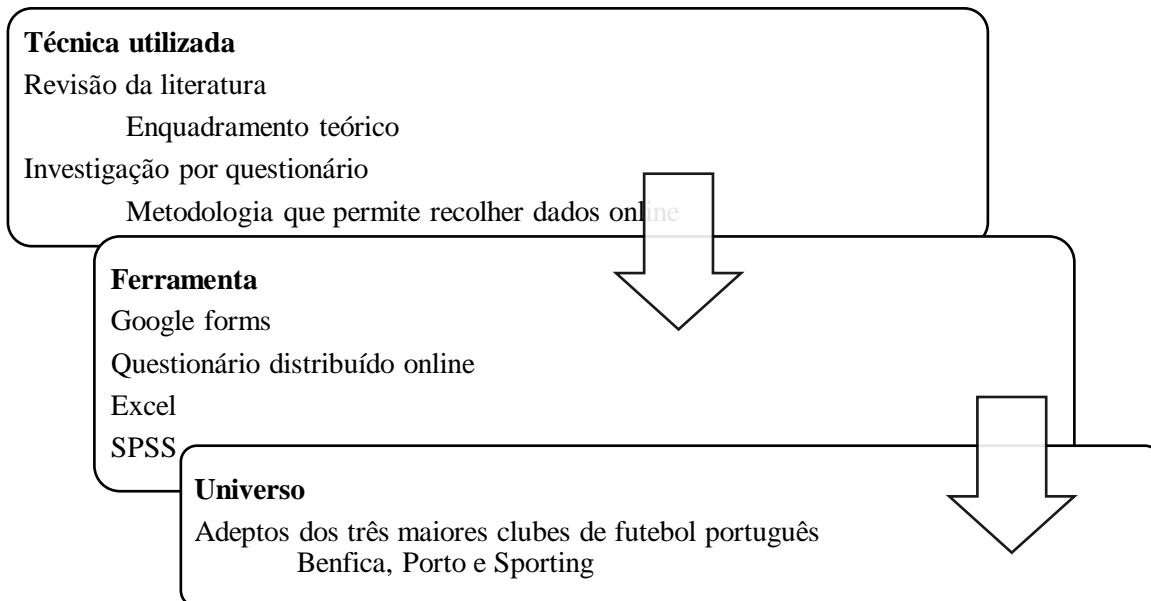 Técnica utilizada
Revisão da literatura
Enquadramento teórico
Investigação por questionário
Metodologia que permite recolher dados online
Ferramenta
Google forms
Questionário distribuído online
Excel
SPSS
Universo
Adeptos dos três maiores clubes de futebol português
Benfica, Porto e Sporting